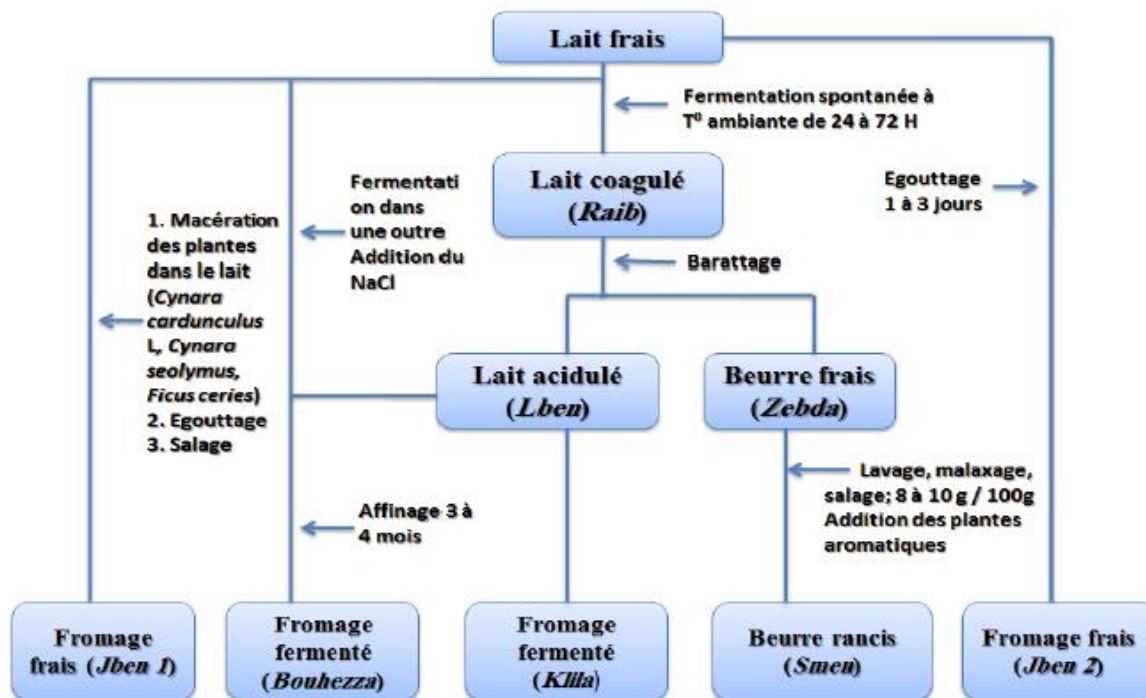 Lait frais
Fermentation spontanée à
T⁰ ambiante de 24 à 72 H
Lait coagulé
(Raib)
Fermentati
on dans
une outre
Addition du
NaCl
Egouttage
1 à 3 jours
1. Macération
des plantes
dans le lait
(Cynara
cardunculus
L, Cynara
seolymus,
Ficus ceries)
2. Egouttage
3. Salage
Barattage
Lait acidulé
(Lben)
Beurre frais
(Zebda)
Lavage, malaxage,
salage; 8 à 10 g / 100g
Addition des plantes
aromatiques
Affinage 3 à
4 mois
Fromage
frais (Jben 1)
Fromage
fermenté
(Bouhezza)
Fromage
fermenté
(Klila)
Beurre rancis
(Smen)
Fromage frais
(Jben 2)